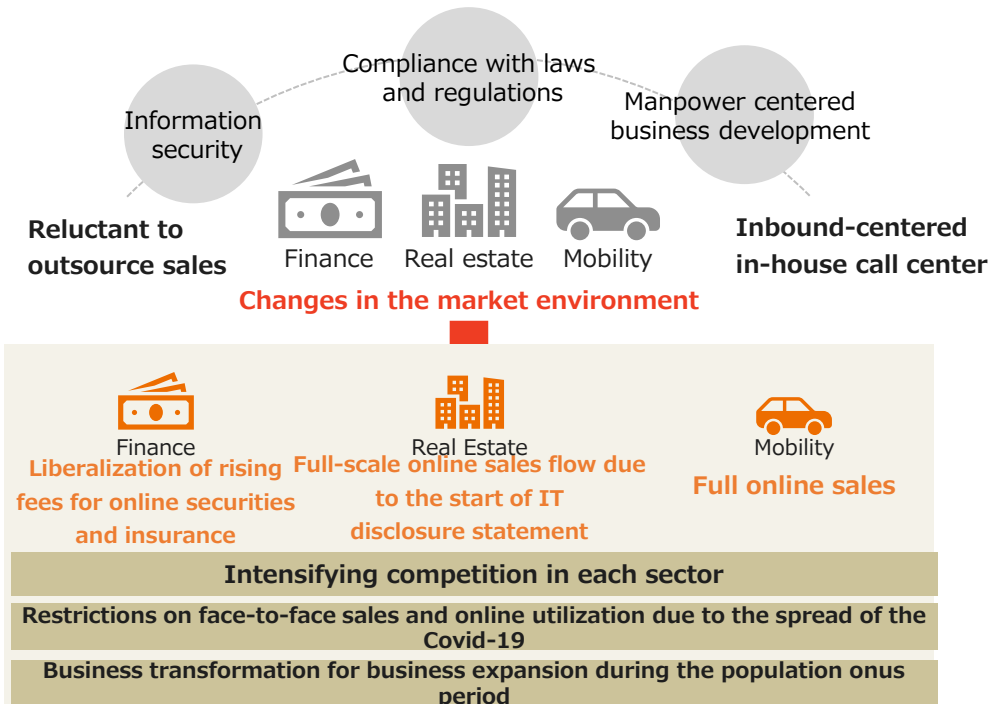 Compliance with laws
and regulations
Information
security
Manpower centered
business development
Reluctant to
outsource sales
Finance
Real estate
Mobility
Inbound-centered
in-house call center
Changes in the market environment
Finance
Liberalization of rising
fees for online securities
and insurance
Real Estate
Full-scale online sales flow due
to the start of IT
disclosure statement
Mobility
Full online sales
Intensifying competition in each sector
Restrictions on face-to-face sales and online utilization due to the spread of the
Covid-19
Business transformation for business expansion during the population onus
period